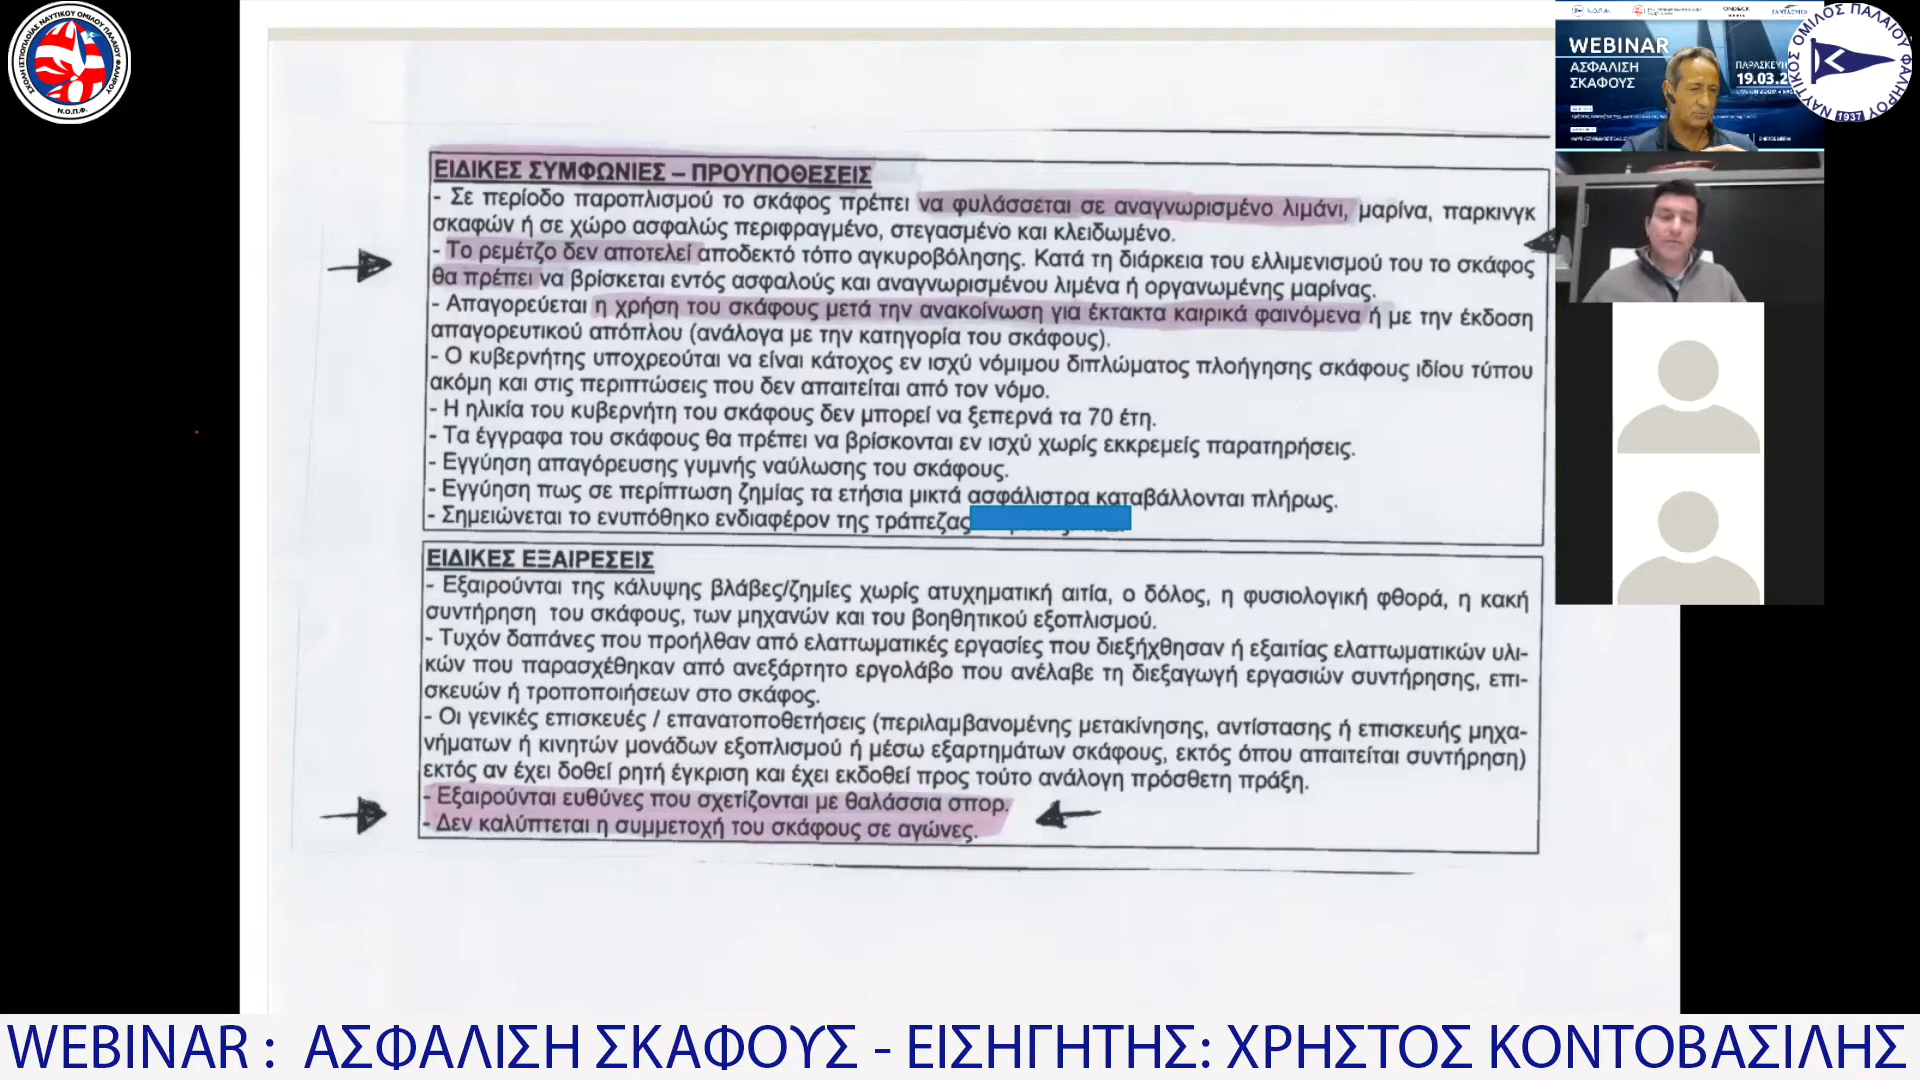 ΕΙΔΙΚΕΣ ΣΥΜΦΩΝΙΕΣ – ΠΡΟΥΠΟΘΕΣΕΙΣ
- Σε περίοδο παροπλισμού το σκάφος πρέπει να φυλάσσεται σε αναγνωρισμένο λιμάνι, μαρίνα, παρκινγκ
σκαφών ή σε χώρο ασφαλώς περιφραγμένο, στεγασμένο και κλειδωμένο.
- Το ρεμέτζο δεν αποτελεί αποδεκτό τόπο αγκυροβόλησης. Κατά τη διάρκεια του ελλιμενισμού του το σκάφος
θα πρέπει να βρίσκεται εντός ασφαλούς και αναγνωρισμένου λιμένα ή οργανωμένης μαρίνας.
- Απαγορεύεται η χρήση του σκάφους μετά την ανακοίνωση για έκτακτα καιρικά φαινόμενα ή με την έκδοση
απαγορευτικού απόπλου (ανάλογα με την κατηγορία του σκάφους).
- Ο κυβερνήτης υποχρεούται να είναι κάτοχος εν ισχύ νόμιμου διπλώματος πλοήγησης σκάφους ιδίου τύπου
ακόμη και στις περιπτώσεις που δεν απαιτείται από τον νόμο.
- Η ηλικία του κυβερνήτη του σκάφους δεν μπορεί να ξεπερνά τα 70 έτη.
- Τα έγγραφα του σκάφους θα πρέπει να βρίσκονται εν ισχύ χωρίς εκκρεμείς παρατηρήσεις.
- Εγγύηση απαγόρευσης γυμνής ναύλωσης του σκάφους.
- Εγγύηση πως σε περίπτωση ζημίας τα ετήσια μικτά ασφάλιστρα καταβάλλονται πλήρως.
- Σημειώνεται το ενυπόθηκο ενδιαφέρον της τράπεζας
ΕΙΔΙΚΕΣ ΕΞΑΙΡΕΣΕΙΣ
- Εξαιρούνται της κάλυψης βλάβες/ζημίες χωρίς ατυχηματική αιτία, ο δόλος, η φυσιολογική φθορά, η κακή
συντήρηση του σκάφους, των μηχανών και του βοηθητικού εξοπλισμού.
- Τυχόν δαπάνες που προήλθαν από ελαττωματικές εργασίες που διεξήχθησαν ή εξαιτίας ελαττωματικών υλι-
κών που παρασχέθηκαν από ανεξάρτητο εργολάβο που ανέλαβε τη διεξαγωγή εργασιών συντήρησης, επι-
σκευών ή τροποποιήσεων στο σκάφος.
- Οι γενικές επισκευές / επανατοποθετήσεις (περιλαμβανομένης μετακίνησης, αντίστασης ή επισκευής μηχα-
νήματων ή κινητών μονάδων εξοπλισμού ή μέσω εξαρτημάτων σκάφους, εκτός όπου απαιτείται συντήρηση)
εκτός αν έχει δοθεί ρητή έγκριση και έχει εκδοθεί προς τούτο ανάλογη πρόσθετη πράξη.
- Εξαιρούνται ευθύνες που σχετίζονται με θαλάσσια σπορ.
- Δεν καλύπτεται η συμμετοχή του σκάφους σε αγώνες.
WEBINAR
ΑΣΦΑΛΙΣΗ
ΣΚΑΦΟΥΣ
ΠΑΡΑΣΚΕΥΗ
19.03.2
ΝΑΥΤΙΚΟΣ ΟΜΙΛΟΣ ΠΑΛΑΙΟΥ ΦΑΛΗΡΟΥ
1937
ΣΧΟΛΗ ΙΣΤΙΟΠΛΟΪΑΣ ΝΑΥΤΙΚΟΥ ΟΜΙΛΟΥ ΠΑΛΑΙΟΥ ΦΑΛΗΡΟΥ
Ν.Ο.Π.Φ.
WEBINAR : ΑΣΦΑΛΙΣΗ ΣΚΑΦΟΥΣ - ΕΙΣΗΓΗΤΗΣ: ΧΡΗΣΤΟΣ ΚΟΝΤΟΒΑΣΙΛΗΣ